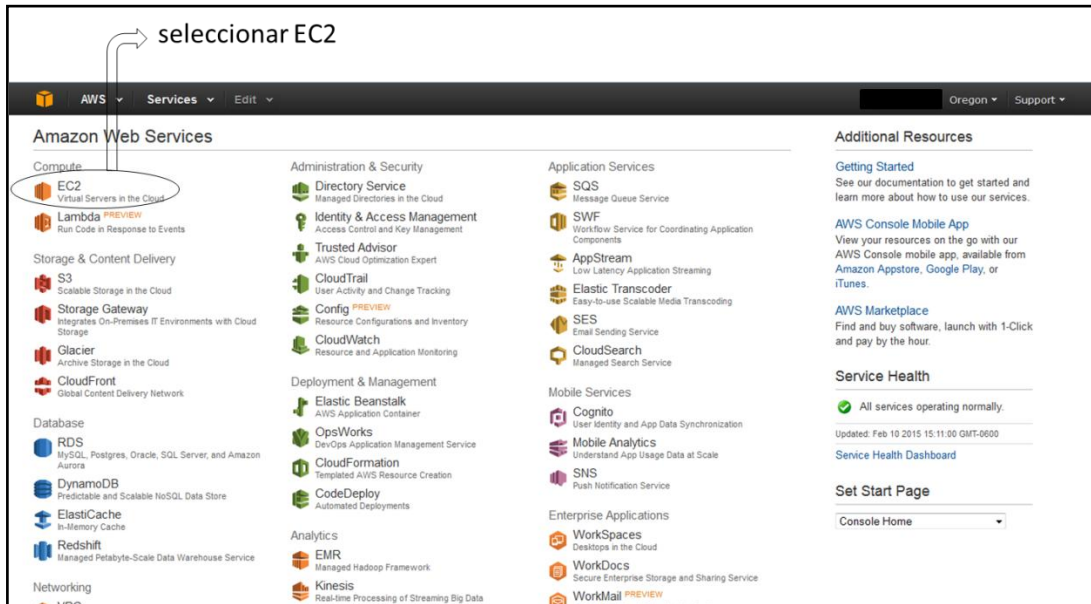 seleccionar EC2
AWS Services Edit Oregon Support
Amazon Web Services
Compute
EC2
Virtual Servers in the Cloud
Lambda PREVIEW
Run Code in Response to Events
Storage & Content Delivery
S3
Scalable Storage in the Cloud
Storage Gateway
Integrates On-Premises IT Environments with Cloud
Storage
Glacier
Archive Storage in the Cloud
CloudFront
Global Content Delivery Network
Database
RDS
MySQL, Postgres, Oracle, SQL Server, and Amazon
Aurora
DynamoDB
Predictable and Scalable NoSQL Data Store
ElastiCache
In-Memory Cache
Redshift
Managed Petabyte-Scale Data Warehouse Service
Networking
Administration & Security
Directory Service
Managed Directories in the Cloud
Identity & Access Management
Access Control and Key Management
Trusted Advisor
AWS Cloud Optimization Expert
CloudTrail
User Activity and Change Tracking
Config PREVIEW
Resource Configurations and Inventory
CloudWatch
Resource and Application Monitoring
Deployment & Management
Elastic Beanstalk
AWS Application Container
OpsWorks
DevOps Application Management Service
CloudFormation
Templated AWS Resource Creation
CodeDeploy
Automated Deployments
Analytics
EMR
Managed Hadoop Framework
Kinesis
Real-time Processing of Streaming Big Data
Application Services
SQS
Message Queue Service
SWF
Workflow Service for Coordinating Application
Components
AppStream
Low Latency Application Streaming
Elastic Transcoder
Easy-to-use Scalable Media Transcoding
SES
Email Sending Service
CloudSearch
Managed Search Service
Mobile Services
Cognito
User Identity and App Data Synchronization
Mobile Analytics
Understand App Usage Data at Scale
SNS
Push Notification Service
Enterprise Applications
WorkSpaces
Desktops in the Cloud
WorkDocs
Secure Enterprise Storage and Sharing Service
WorkMail PREVIEW
Additional Resources
Getting Started
See our documentation to get started and
learn more about how to use our services.
AWS Console Mobile App
View your resources on the go with our
AWS Console mobile app, available from
Amazon Appstore, Google Play, or
iTunes.
AWS Marketplace
Find and buy software, launch with 1-Click
and pay by the hour.
Service Health
All services operating normally.
Updated: Feb 10 2015 15:11:00 GMT-0600
Service Health Dashboard
Set Start Page
Console Home